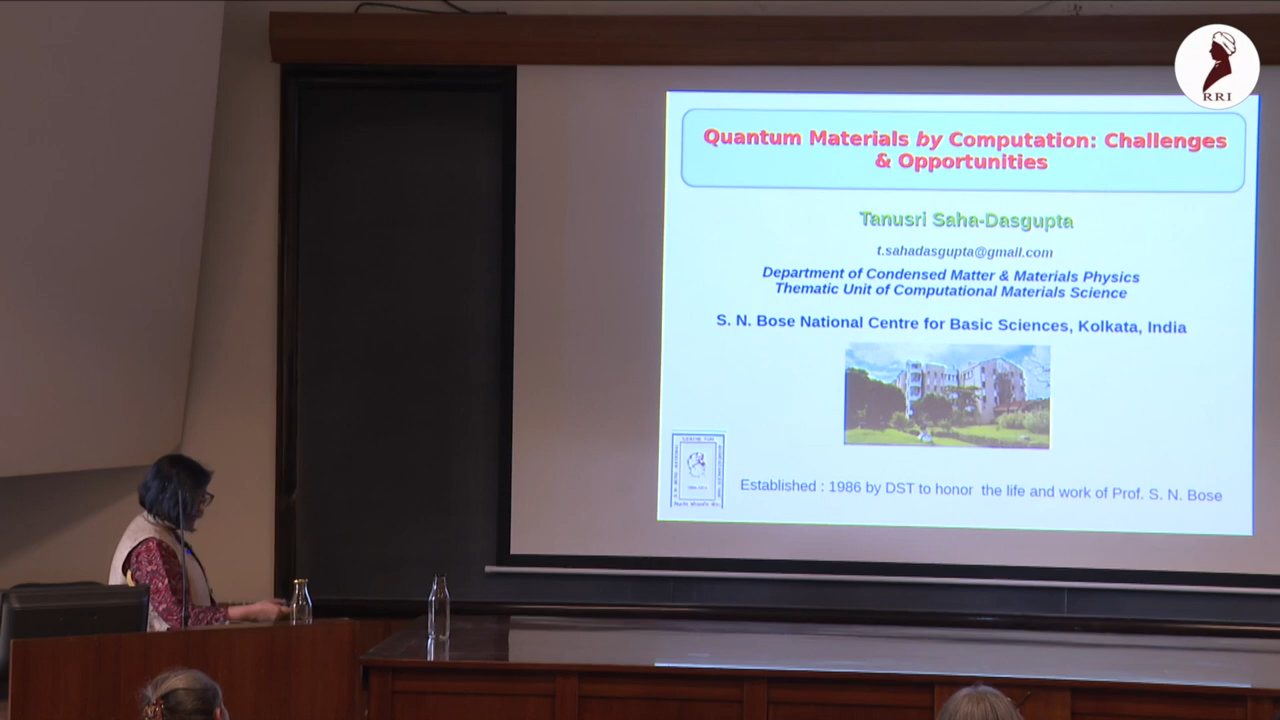 RRI
Quantum Materials by Computation: Challenges
& Opportunities
Tanusri Saha-Dasgupta
t.sahadasgupta@gmail.com
Department of Condensed Matter & Materials Physics
Thematic Unit of Computational Materials Science
S. N. Bose National Centre for Basic Sciences, Kolkata, India
Established : 1986 by DST to honor the life and work of Prof. S. N. Bose